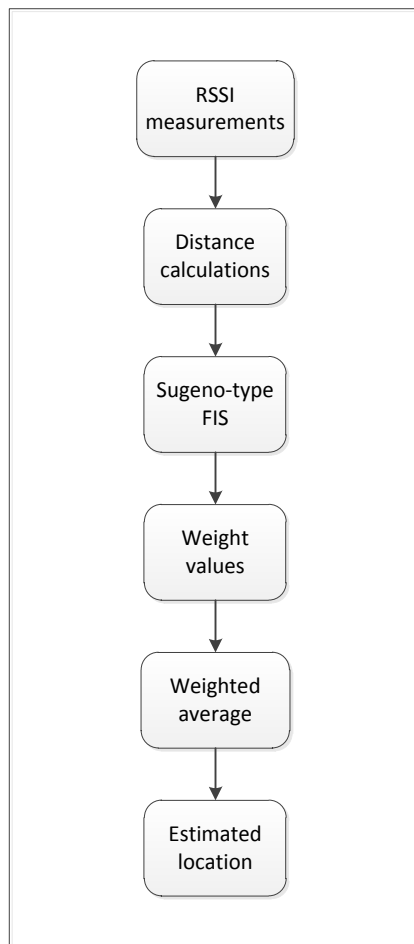 RSSI
measurements
Distance
calculations
Sugeno-type
FIS
Weight
values
Weighted
average
Estimated
location